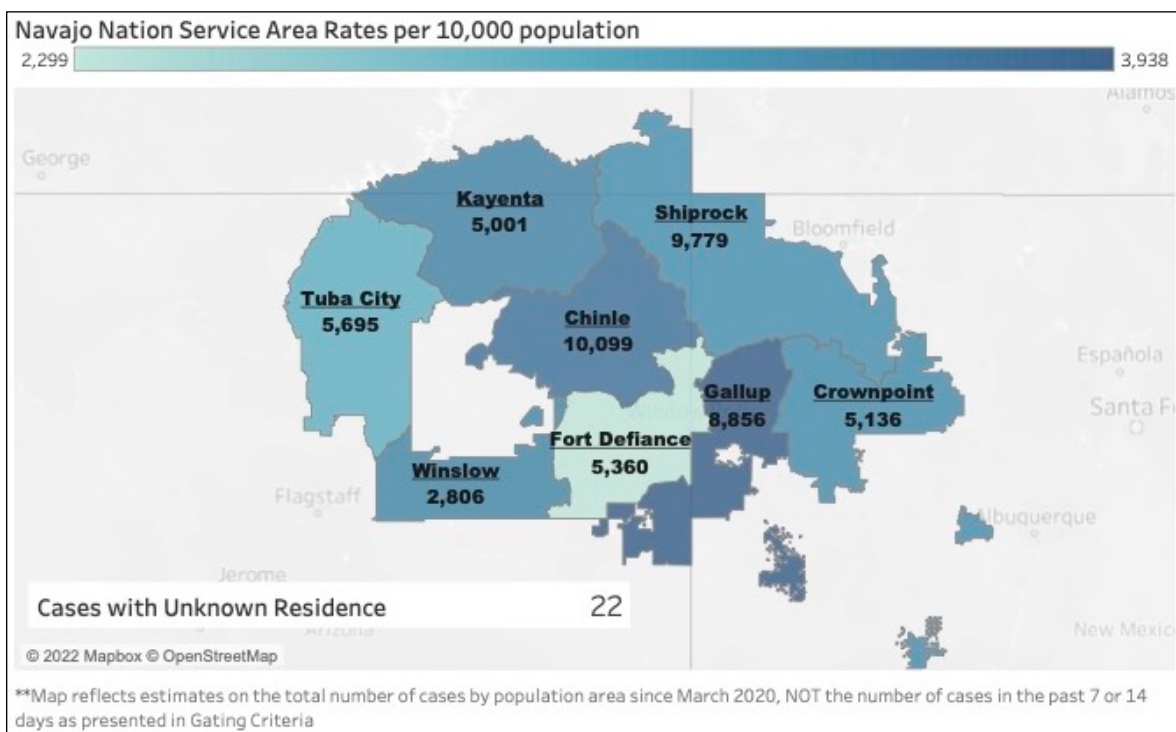 Navajo Nation Service Area Rates per 10,000 population
2,299
3,938
Alamos
George
Kayenta
5,001
Shiprock
9,779
Bloomfield
Tuba City
5,695
Chinle
10,099
Española
Gallup
8,856
Crownpoint
5,136
Santa F
Fort Defiance
5,360
Winslow
2,806
Flagstaff
Albuquerque
Jerome
Cases with Unknown Residence 22
Arizona
New Mexic
© 2022 Mapbox © OpenStreetMap
**Map reflects estimates on the total number of cases by population area since March 2020, NOT the number of cases in the past 7 or 14
days as presented in Gating Criteria